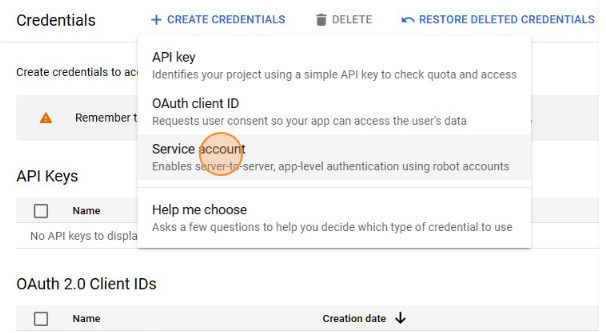 Credentials
+ CREATE CREDENTIALS
DELETE
RESTORE DELETED CREDENTIALS
API key
Identifies your project using a simple API key to check quota and access
Create credentials to ac
OAuth client ID
Requests user consent so your app can access the user's data
Remember t
Service account
Enables server-to-server, app-level authentication using robot accounts
API Keys
Help me choose
Asks a few questions to help you decide which type of credential to use
Name
No API keys to displa
OAuth 2.0 Client IDs
Name
Creation date